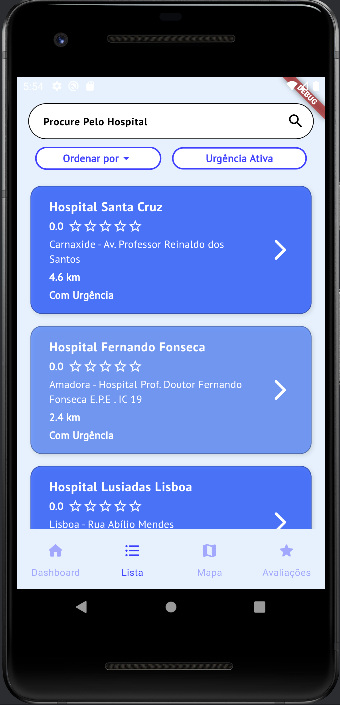 5:54
DEBUG
Procure Pelo Hospital
Ordenar por
Urgência Ativa
Hospital Santa Cruz
0.0
Carnaxide - Av. Professor Reinaldo dos
Santos
4.6 km
Com Urgência
Hospital Fernando Fonseca
0.0
Amadora - Hospital Prof. Doutor Fernando
Fonseca E.P.E . IC 19
2.4 km
Com Urgência
Hospital Lusiadas Lisboa
0.0
Lisboa - Rua Abílio Mendes
Dashboard
Lista
Mapa
Avaliações